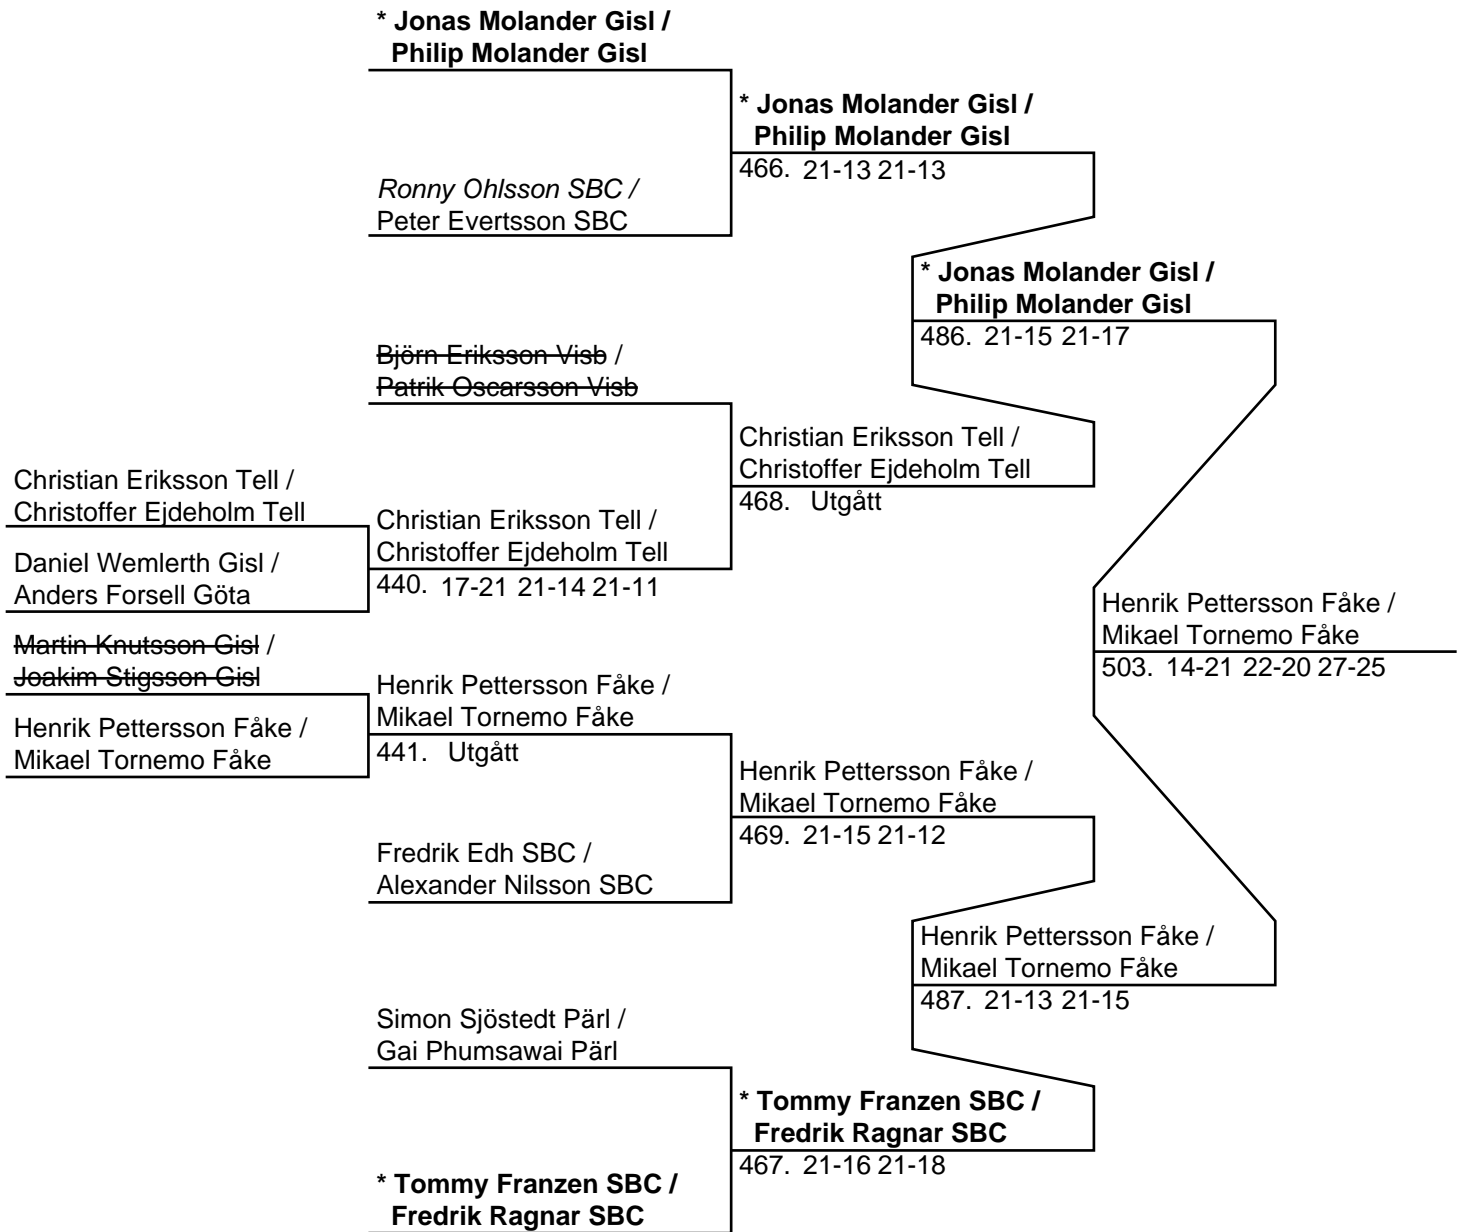 * Jonas Molander Gisl /
Philip Molander Gisl
* Jonas Molander Gisl /
Philip Molander Gisl
466. 21-13 21-13
Ronny Ohlsson SBC /
Peter Evertsson SBC
* Jonas Molander Gisl /
Philip Molander Gisl
486. 21-15 21-17
Björn Eriksson Visb /
Patrik Oscarsson Visb
Christian Eriksson Tell /
Christoffer Ejdeholm Tell
468. Utgått
Christian Eriksson Tell /
Christoffer Ejdeholm Tell
Christian Eriksson Tell /
Christoffer Ejdeholm Tell
440. 17-21 21-14 21-11
Daniel Wemlerth Gisl /
Anders Forsell Göta
Henrik Pettersson Fåke /
Mikael Tornemo Fåke
503. 14-21 22-20 27-25
Martin Knutsson Gisl /
Joakim Stigsson Gisl
Henrik Pettersson Fåke /
Mikael Tornemo Fåke
441. Utgått
Henrik Pettersson Fåke /
Mikael Tornemo Fåke
Henrik Pettersson Fåke /
Mikael Tornemo Fåke
469. 21-15 21-12
Fredrik Edh SBC /
Alexander Nilsson SBC
Henrik Pettersson Fåke /
Mikael Tornemo Fåke
487. 21-13 21-15
Simon Sjöstedt Pärl /
Gai Phumsawai Pärl
* Tommy Franzen SBC /
Fredrik Ragnar SBC
467. 21-16 21-18
* Tommy Franzen SBC /
Fredrik Ragnar SBC